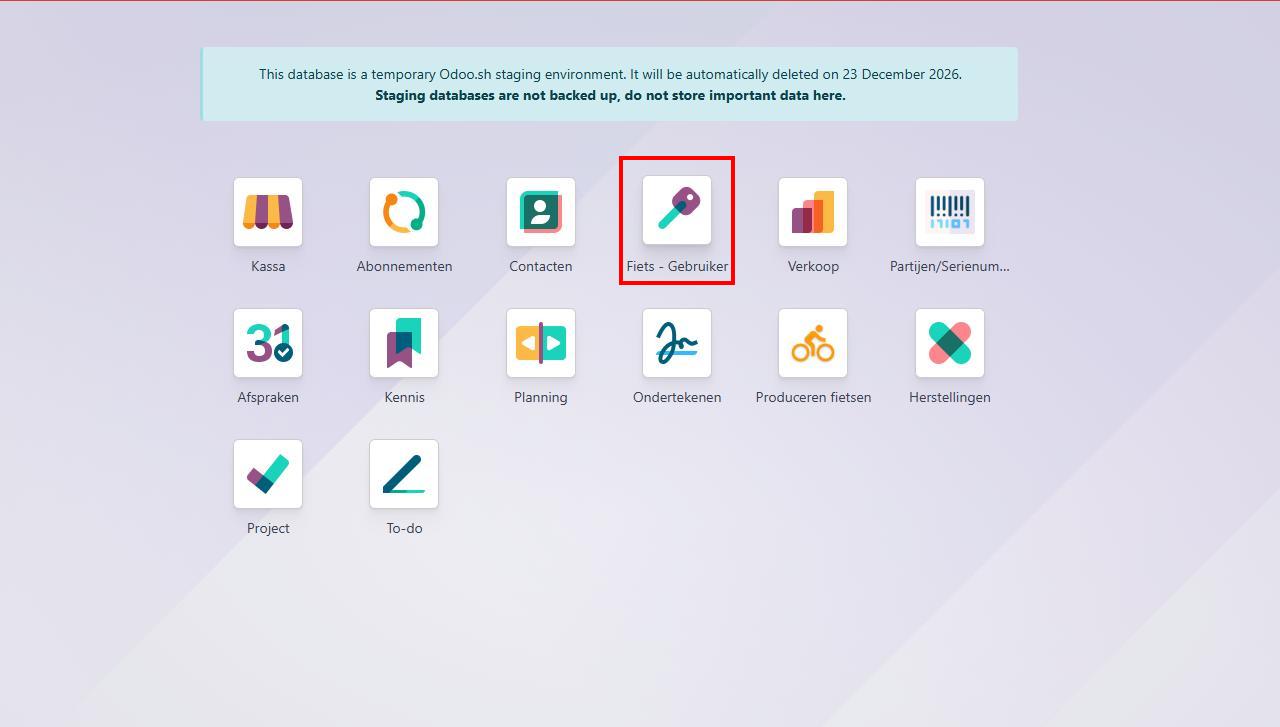 This database is a temporary Odoo.sh staging environment. It will be automatically deleted on 23 December 2026.
Staging databases are not backed up, do not store important data here.
Kassa
Abonnementen
Contacten
Fiets - Gebruiker
Verkoop
Partijen/Serienum...
31
Afspraken
Kennis
Planning
Ondertekenen
Produceren fietsen
Herstellingen
Project
To-do